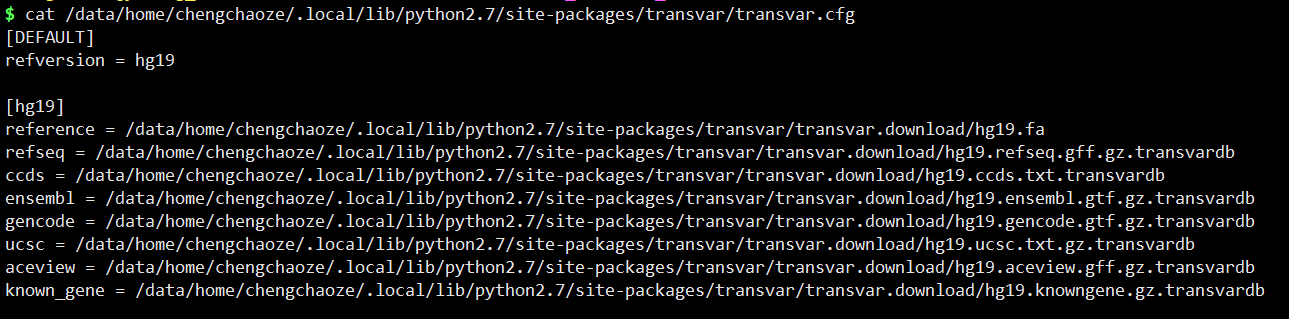 $ cat /data/home/chengchaoze/.local/lib/python2.7/site-packages/transvar/transvar.cfg
[DEFAULT]
refversion = hg19
[hg19]
reference = /data/home/chengchaoze/.local/lib/python2.7/site-packages/transvar/transvar.download/hg19.fa
refseq = /data/home/chengchaoze/.local/lib/python2.7/site-packages/transvar/transvar.download/hg19.refseq.gff.gz.transvardb
ccds = /data/home/chengchaoze/.local/lib/python2.7/site-packages/transvar/transvar.download/hg19.ccds.txt.transvardb
ensembl = /data/home/chengchaoze/.local/lib/python2.7/site-packages/transvar/transvar.download/hg19.ensembl.gtf.gz.transvardb
gencode = /data/home/chengchaoze/.local/lib/python2.7/site-packages/transvar/transvar.download/hg19.gencode.gtf.gz.transvardb
ucsc = /data/home/chengchaoze/.local/lib/python2.7/site-packages/transvar/transvar.download/hg19.ucsc.txt.gz.transvardb
aceview = /data/home/chengchaoze/.local/lib/python2.7/site-packages/transvar/transvar.download/hg19.aceview.gff.gz.transvardb
known_gene = /data/home/chengchaoze/.local/lib/python2.7/site-packages/transvar/transvar.download/hg19.knowngene.gz.transvardb